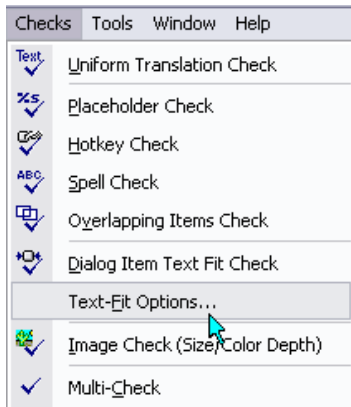 Checks Tools Window Help
Text Uniform Translation Check
%s Placeholder Check
Hotkey Check
ABC Spell Check
Overlapping Items Check
Dialog Item Text Fit Check
Text-Fit Options...
Image Check (Size/Color Depth)
Multi-Check